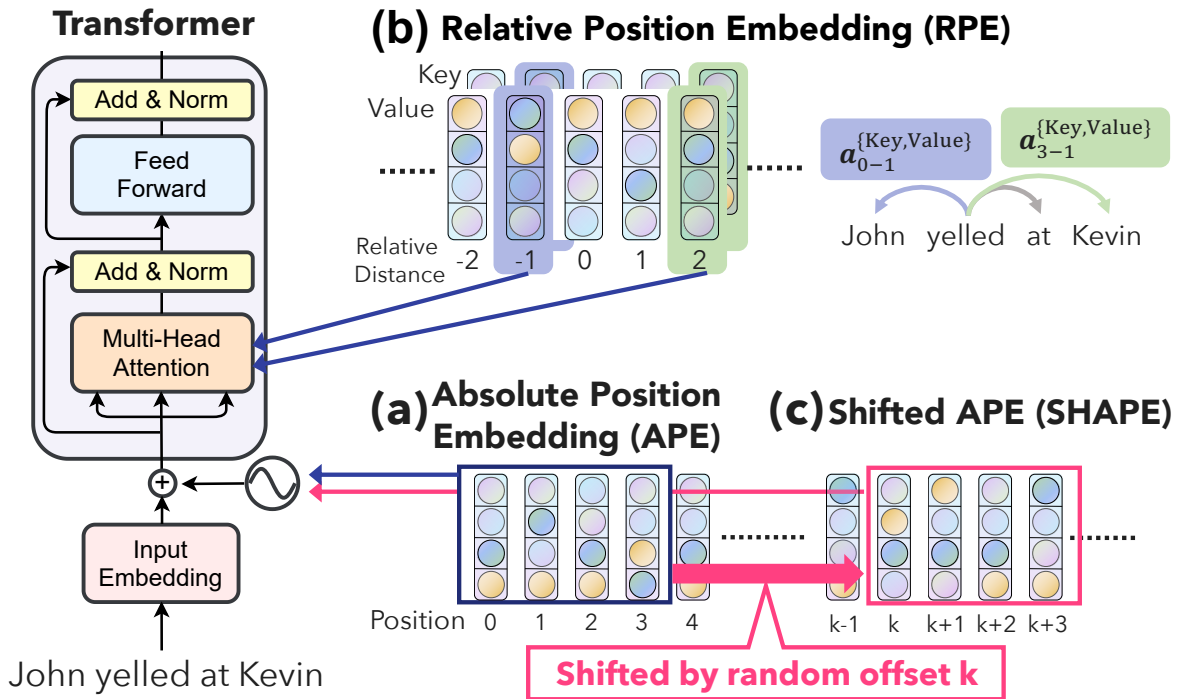 Transformer
Add & Norm
Feed
Forward
Add & Norm
Multi-Head
Attention
+
Input
Embedding
John yelled at Kevin
(b) Relative Position Embedding (RPE)
Key
Value
Relative
Distance
-2 -1 0 1 2
a_{0-1}^{{Key,Value}}
a_{3-1}^{{Key,Value}}
John yelled at Kevin
(a) Absolute Position
Embedding (APE)
Position 0 1 2 3 4
(c) Shifted APE (SHAPE)
k-1 k k+1 k+2 k+3
Shifted by random offset k